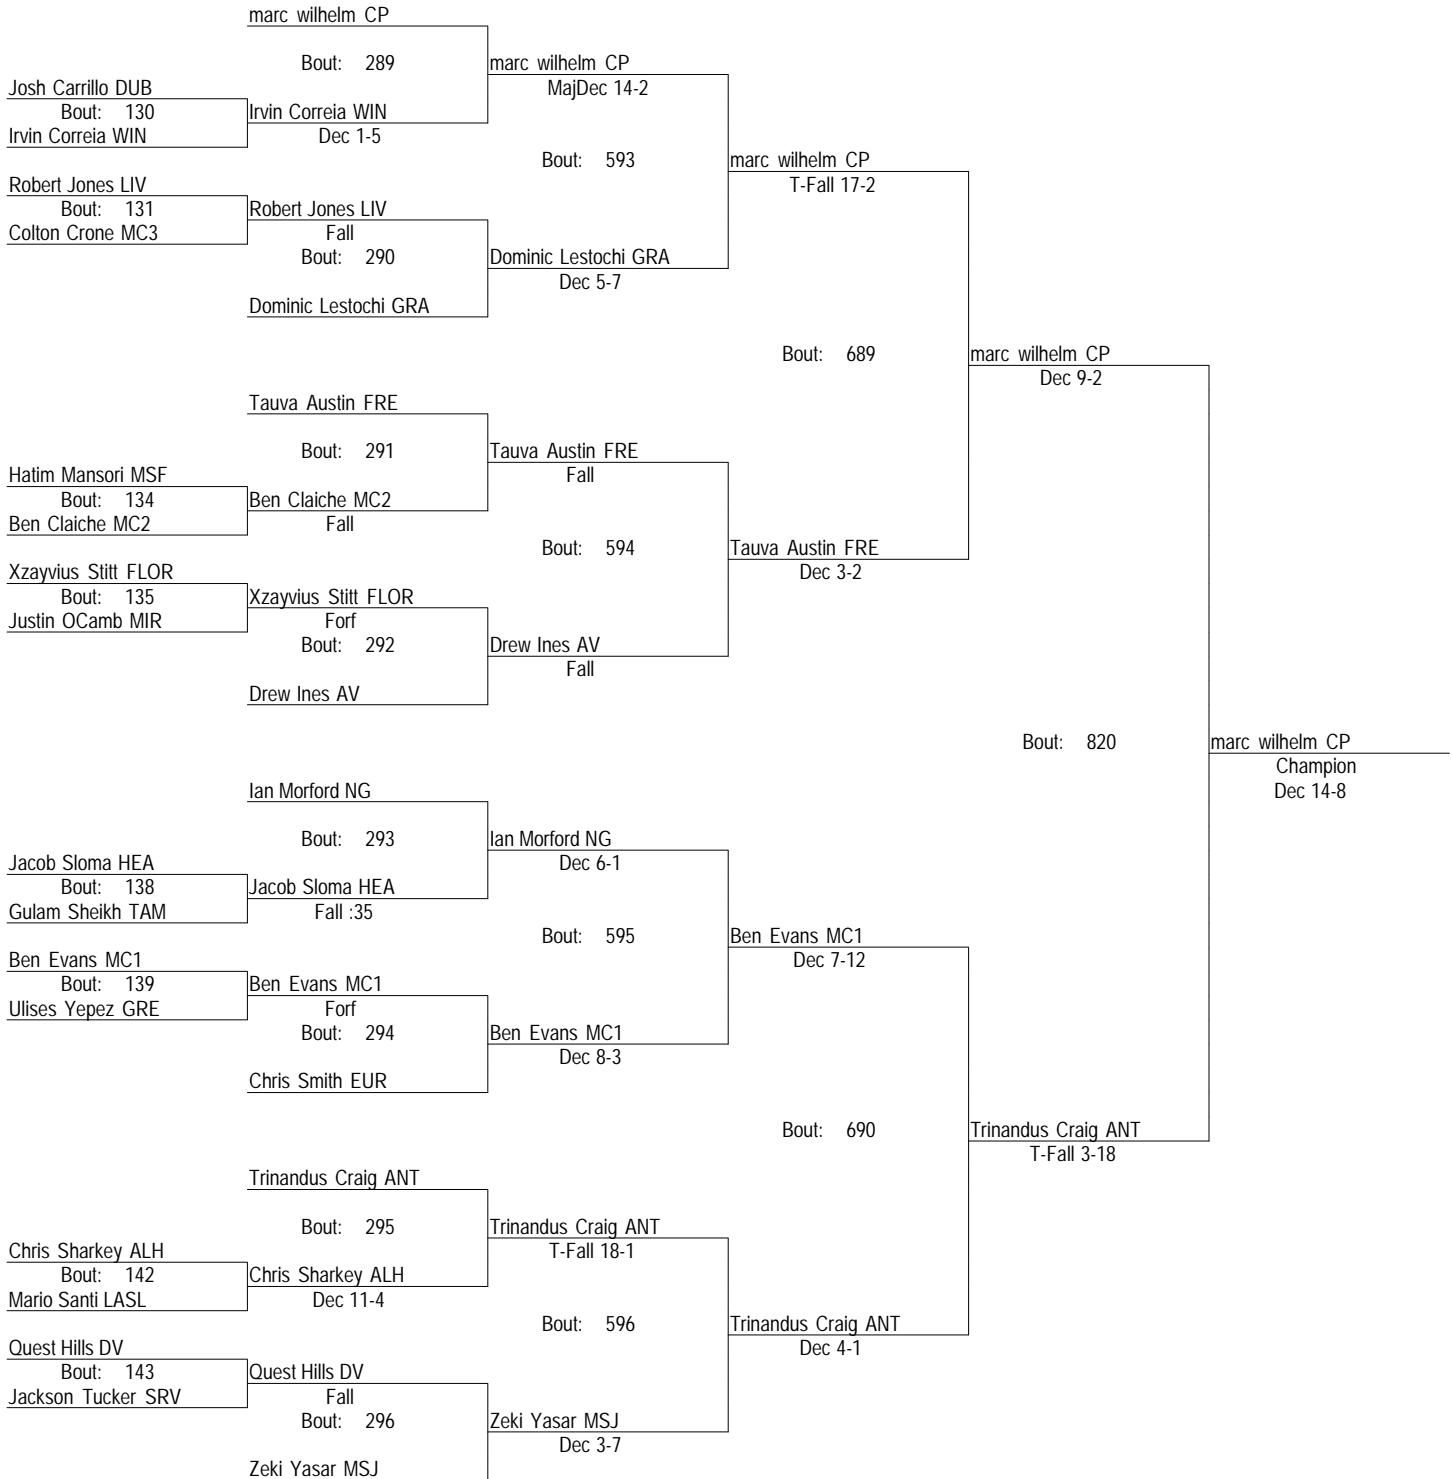 marc wilhelm CP
Bout: 289
marc wilhelm CP
Josh Carrillo DUB
MajDec 14-2
Bout: 130
Irvin Correia WIN
Irvin Correia WIN
Dec 1-5
Bout: 593
marc wilhelm CP
Robert Jones LIV
T-Fall 17-2
Bout: 131
Robert Jones LIV
Colton Crone MC3
Fall
Bout: 290
Dominic Lestochi GRA
Dec 5-7
Dominic Lestochi GRA
Bout: 689
marc wilhelm CP
Dec 9-2
Tauva Austin FRE
Bout: 291
Tauva Austin FRE
Hatim Mansori MSF
Fall
Bout: 134
Ben Claiche MC2
Ben Claiche MC2
Fall
Bout: 594
Tauva Austin FRE
Xzayvius Stitt FLOR
Dec 3-2
Bout: 135
Xzayvius Stitt FLOR
Justin OCamb MIR
Forf
Bout: 292
Drew Ines AV
Fall
Drew Ines AV
Bout: 820
marc wilhelm CP
Champion
Dec 14-8
Ian Morford NG
Bout: 293
Ian Morford NG
Jacob Sloma HEA
Dec 6-1
Bout: 138
Jacob Sloma HEA
Gulam Sheikh TAM
Fall :35
Bout: 595
Ben Evans MC1
Ben Evans MC1
Dec 7-12
Bout: 139
Ben Evans MC1
Ulises Yepez GRE
Forf
Bout: 294
Ben Evans MC1
Dec 8-3
Chris Smith EUR
Bout: 690
Trinandus Craig ANT
T-Fall 3-18
Trinandus Craig ANT
Bout: 295
Trinandus Craig ANT
Chris Sharkey ALH
T-Fall 18-1
Bout: 142
Chris Sharkey ALH
Mario Santi LASL
Dec 11-4
Bout: 596
Trinandus Craig ANT
Quest Hills DV
Dec 4-1
Bout: 143
Quest Hills DV
Jackson Tucker SRV
Fall
Bout: 296
Zeki Yasar MSJ
Dec 3-7
Zeki Yasar MSJ